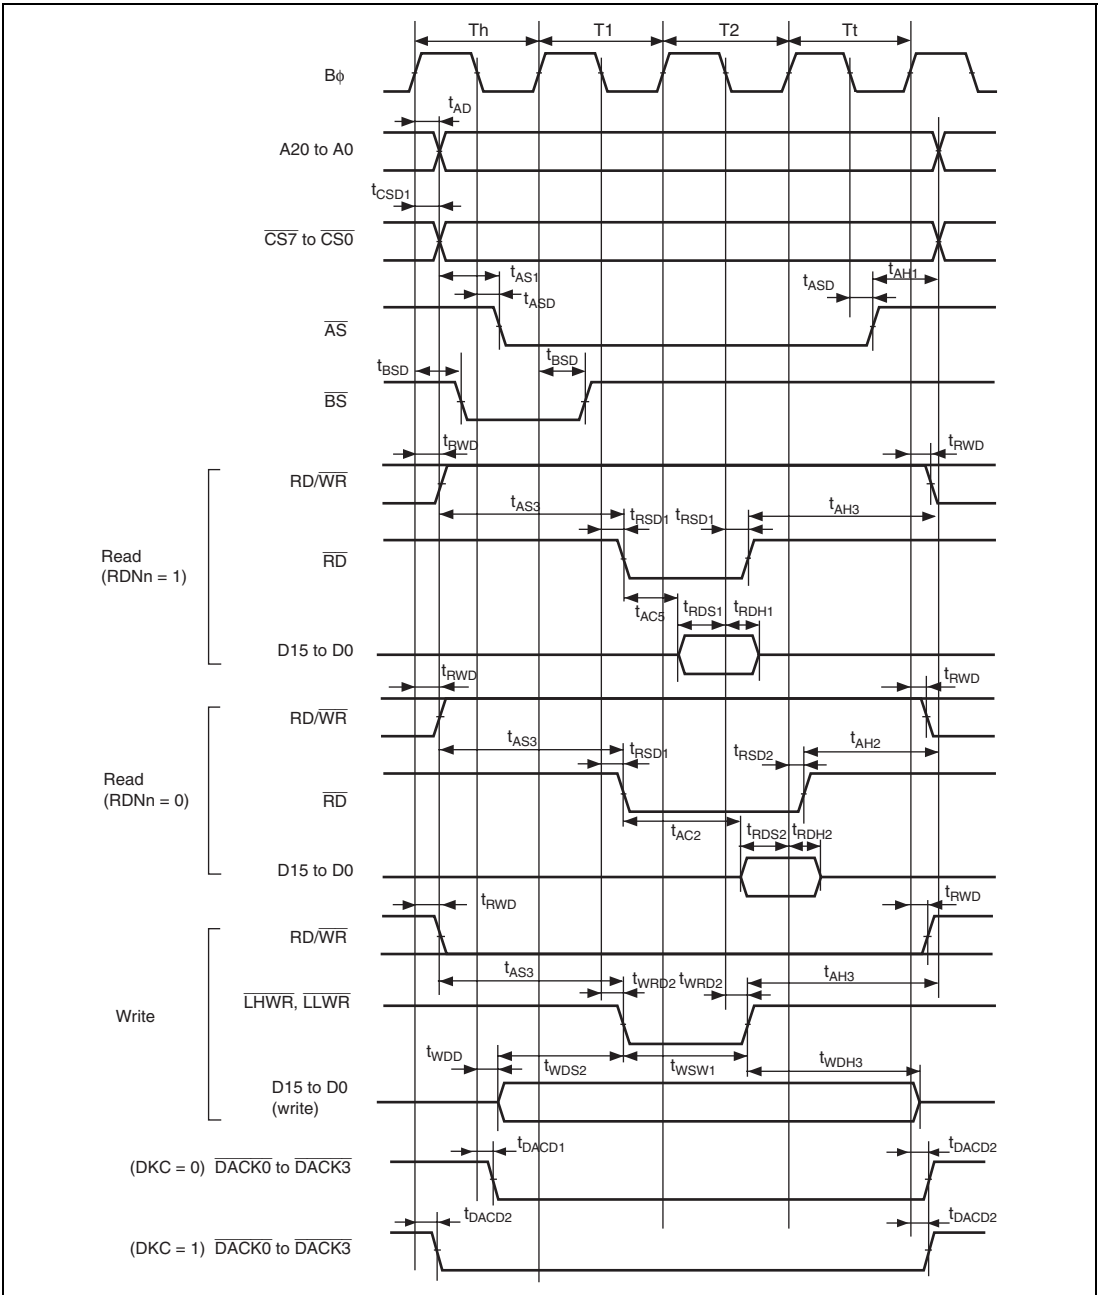 Th T1 T2 Tt
Bϕ
tAD
A20 to A0
tCSD1
CS7 to CS0
tAS1 tAH1
tASD tASD
AS
tBSD tBSD
BS
tRWD tRWD
RD/WR
tAS3 tRSD1 tRSD1 tAH3
Read
(RDNn = 1)
RD
tAC5 tRDS1 tRDH1
D15 to D0
tRWD tRWD
RD/WR
tAS3 tRSD1 tRSD2 tAH2
Read
(RDNn = 0)
RD
tAC2 tRDS2 tRDH2
D15 to D0
tRWD tRWD
RD/WR
tAS3 tWRD2 tWRD2 tAH3
LHWR, LLWR
Write
tWDD tWDS2 tWSW1 tWDH3
D15 to D0
(write)
tDACD1 tDACD2
(DKC = 0) DACK0 to DACK3
tDACD2 tDACD2
(DKC = 1) DACK0 to DACK3